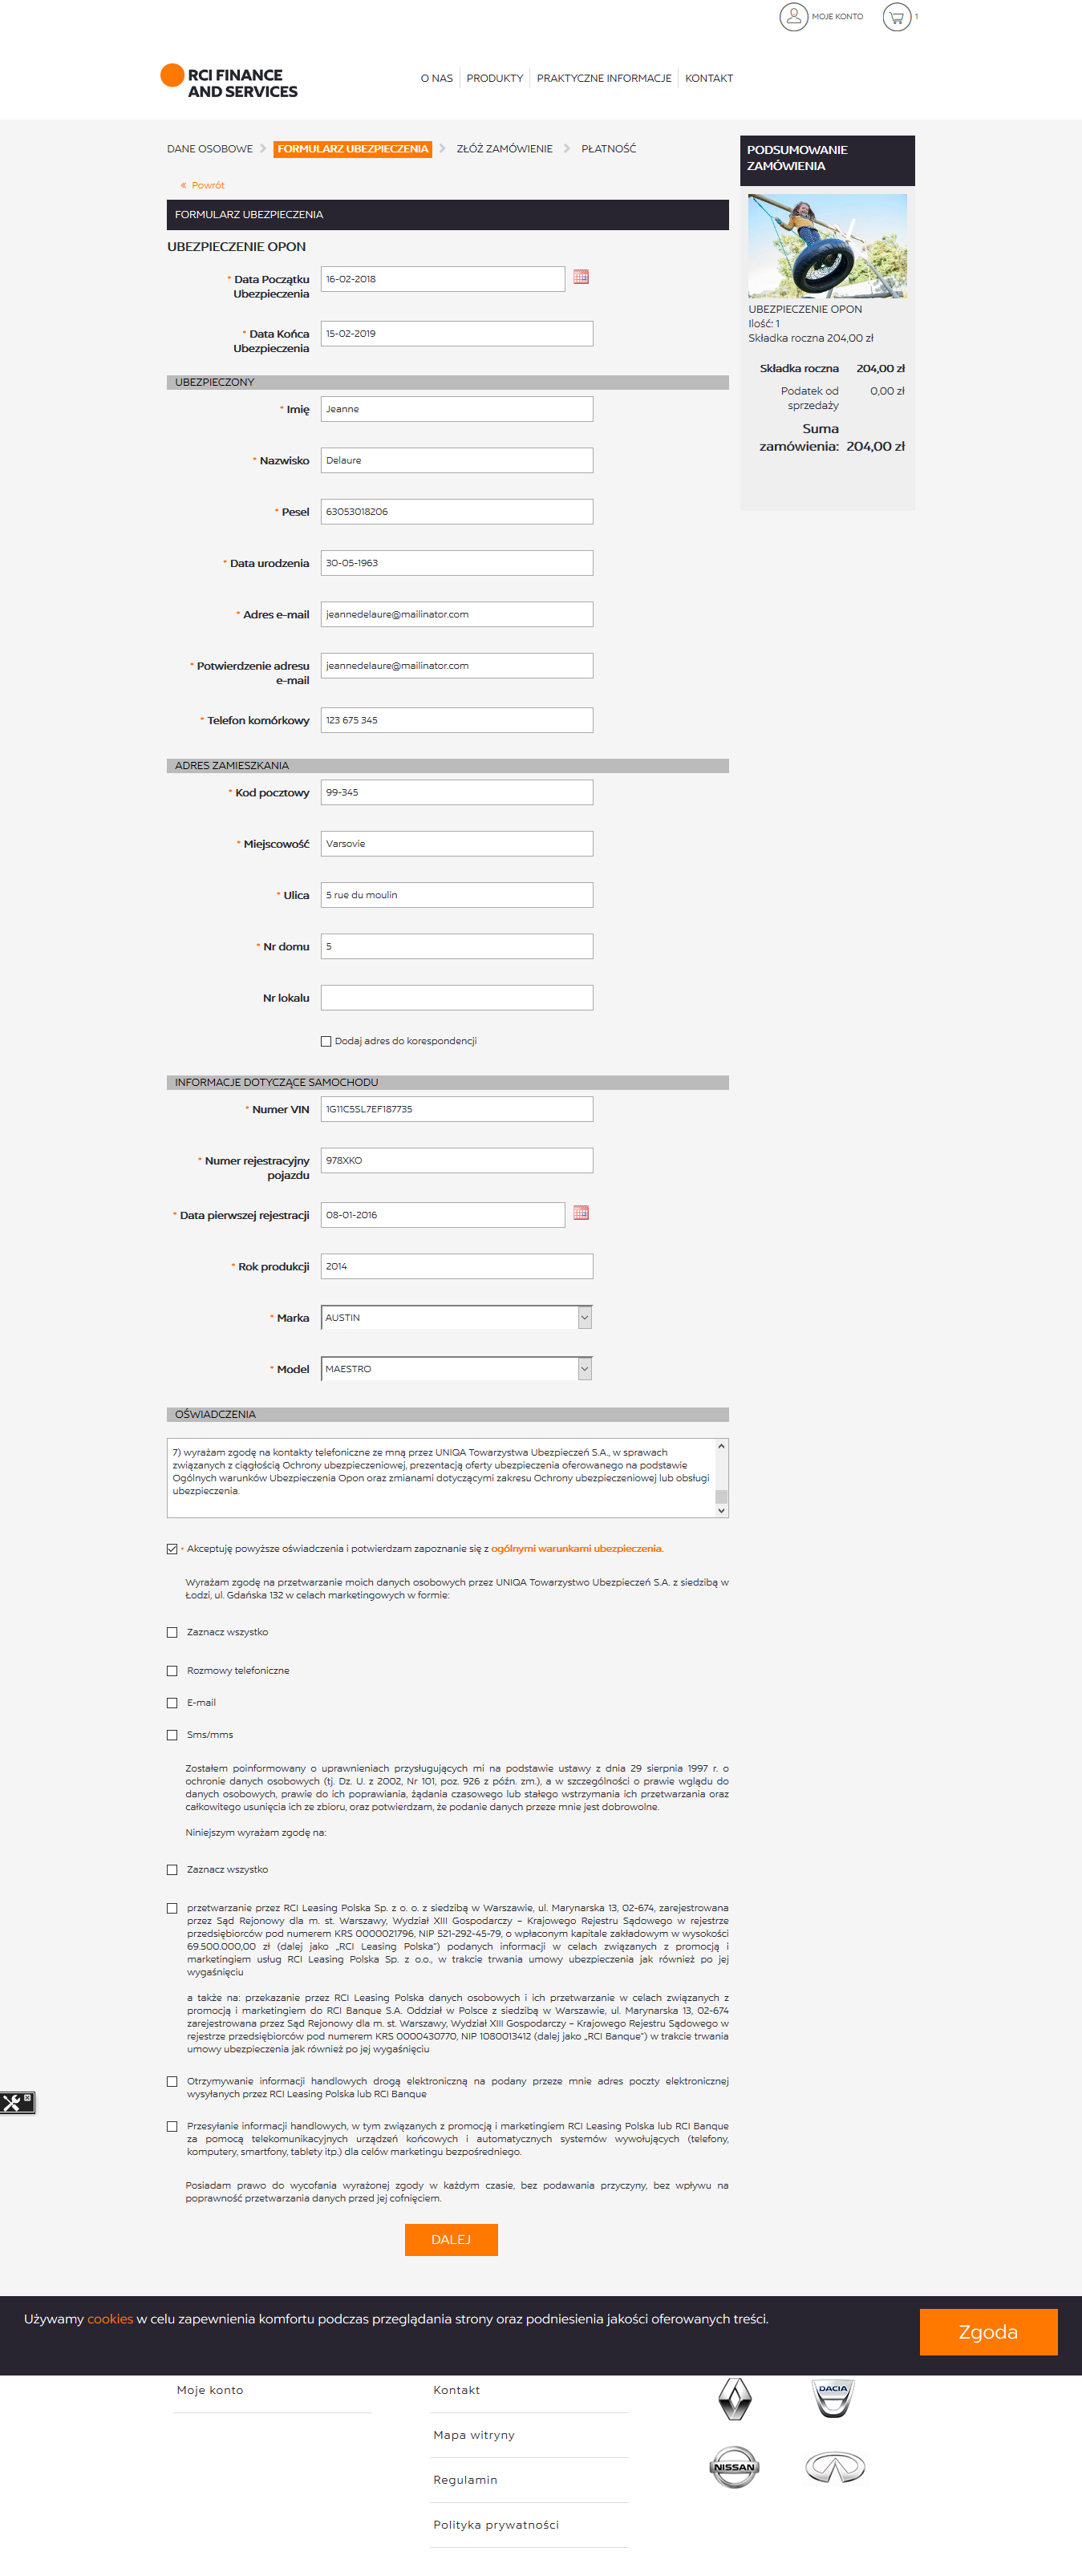 MOJE KONTO
1
RCI FINANCE
AND SERVICES
O NAS
PRODUKTY
PRAKTYCZNE INFORMACJE
KONTAKT
DANE OSOBOWE
FORMULARZ UBEZPIECZENIA
ZŁÓŻ ZAMÓWIENIE
PŁATNOŚĆ
« Powrót
FORMULARZ UBEZPIECZENIA
UBEZPIECZENIE OPON
* Data Początku
Ubezpieczenia
16-02-2018
* Data Końca
Ubezpieczenia
15-02-2019
UBEZPIECZONY
* Imię
Jeanne
* Nazwisko
Delaure
* Pesel
63053018206
* Data urodzenia
30-05-1963
* Adres e-mail
jeannedelaure@mailinator.com
* Potwierdzenie adresu
e-mail
jeannedelaure@mailinator.com
* Telefon komórkowy
123 675 345
ADRES ZAMIESZKANIA
* Kod pocztowy
99-345
* Miejscowość
Varsovie
* Ulica
5 rue du moulin
* Nr domu
5
Nr lokalu
Dodaj adres do korespondencji
INFORMACJE DOTYCZĄCE SAMOCHODU
* Numer VIN
1G11C5SL7EF187735
* Numer rejestracyjny
pojazdu
978XKO
* Data pierwszej rejestracji
08-01-2016
* Rok produkcji
2014
* Marka
AUSTIN
* Model
MAESTRO
OŚWIADCZENIA
7) wyrażam zgodę na kontakty telefoniczne ze mną przez UNIQA Towarzystwa Ubezpieczeń S.A., w sprawach
związanych z ciągłością Ochrony ubezpieczeniowej, prezentacją oferty ubezpieczenia oferowanego na podstawie
Ogólnych warunków Ubezpieczenia Opon oraz zmianami dotyczącymi zakresu Ochrony ubezpieczeniowej lub obsługi
ubezpieczenia.
* Akceptuję powyższe oświadczenia i potwierdzam zapoznanie się z ogólnymi warunkami ubezpieczenia.
Wyrażam zgodę na przetwarzanie moich danych osobowych przez UNIQA Towarzystwo Ubezpieczeń S.A. z siedzibą w
Łodzi, ul. Gdańska 132 w celach marketingowych w formie:
Zaznacz wszystko
Rozmowy telefoniczne
E-mail
Sms/mms
Zostałem poinformowany o uprawnieniach przysługujących mi na podstawie ustawy z dnia 29 sierpnia 1997 r. o
ochronie danych osobowych (tj. Dz. U. z 2002, Nr 101, poz. 926 z późn. zm.), a w szczególności o prawie wglądu do
danych osobowych, prawie do ich poprawiania, żądania czasowego lub stałego wstrzymania ich przetwarzania oraz
całkowitego usunięcia ich ze zbioru, oraz potwierdzam, że podanie danych przeze mnie jest dobrowolne.
Niniejszym wyrażam zgodę na:
Zaznacz wszystko
przetwarzanie przez RCI Leasing Polska Sp. z o. o. z siedzibą w Warszawie, ul. Marynarska 13, 02-674, zarejestrowana
przez Sąd Rejonowy dla m. st. Warszawy, Wydział XIII Gospodarczy – Krajowego Rejestru Sądowego w rejestrze
przedsiębiorców pod numerem KRS 0000021796, NIP 521-292-45-79, o wpłaconym kapitale zakładowym w wysokości
69.500.000,00 zł (dalej jako „RCI Leasing Polska") podanych informacji w celach związanych z promocją i
marketingiem usług RCI Leasing Polska Sp. z o.o., w trakcie trwania umowy ubezpieczenia jak również po jej
wygaśnięciu
a także na: przekazanie przez RCI Leasing Polska danych osobowych i ich przetwarzanie w celach związanych z
promocją i marketingiem do RCI Banque S.A. Oddział w Polsce z siedzibą w Warszawie, ul. Marynarska 13, 02-674
zarejestrowana przez Sąd Rejonowy dla m. st. Warszawy, Wydział XIII Gospodarczy – Krajowego Rejestru Sądowego w
rejestrze przedsiębiorców pod numerem KRS 0000430770, NIP 1080013412 (dalej jako „RCI Banque") w trakcie trwania
umowy ubezpieczenia jak również po jej wygaśnięciu
Otrzymywanie informacji handlowych drogą elektroniczną na podany przeze mnie adres poczty elektronicznej
wysyłanych przez RCI Leasing Polska lub RCI Banque
Przesyłanie informacji handlowych, w tym związanych z promocją i marketingiem RCI Leasing Polska lub RCI Banque
za pomocą telekomunikacyjnych urządzeń końcowych i automatycznych systemów wywołujących (telefony,
komputery, smartfony, tablety itp.) dla celów marketingu bezpośredniego.
Posiadam prawo do wycofania wyrażonej zgody w każdym czasie, bez podawania przyczyny, bez wpływu na
poprawność przetwarzania danych przed jej cofnięciem.
DALEJ
PODSUMOWANIE
ZAMÓWIENIA
UBEZPIECZENIE OPON
Ilość: 1
Składka roczna 204,00 zł
Składka roczna 204,00 zł
Podatek od
sprzedaży
0,00 zł
Suma
zamówienia: 204,00 zł
Używamy cookies w celu zapewnienia komfortu podczas przeglądania strony oraz podniesienia jakości oferowanych treści.
Zgoda
Moje konto
Kontakt
Mapa witryny
Regulamin
Polityka prywatności
DACIA
NISSAN